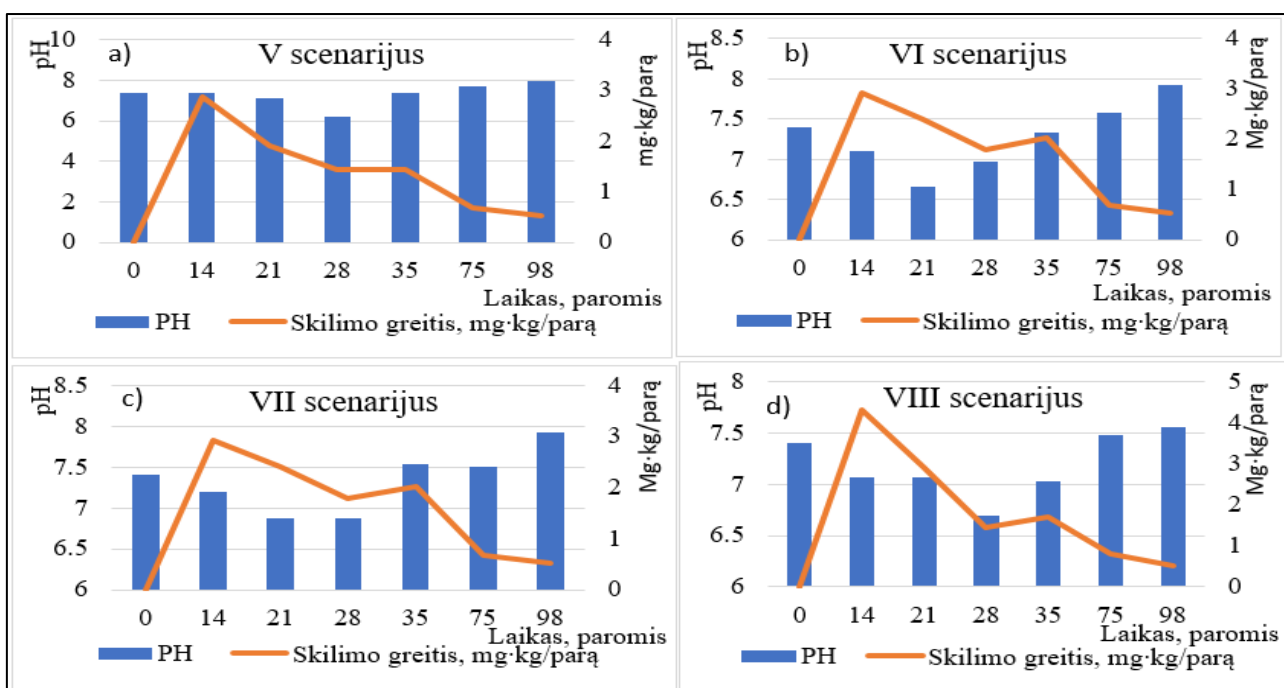 a) V scenarijus
pH
10
8
6
4
2
0
4
3
2
1
0
mg·kg/parą
0 14 21 28 35 75 98
Laikas, paromis
PH Skilimo greitis, mg·kg/parą
b) VI scenarijus
pH
8.5
8
7.5
7
6.5
6
4
3
2
1
0
Mg·kg/parą
0 14 21 28 35 75 98
Laikas, paromis
PH Skilimo greitis, mg·kg/parą
c) VII scenarijus
pH
8.5
8
7.5
7
6.5
6
4
3
2
1
0
Mg·kg/parą
0 14 21 28 35 75 98
Laikas, paromis
PH Skilimo greitis, mg·kg/parą
d) VIII scenarijus
pH
8
7.5
7
6.5
6
5
4
3
2
1
0
Mg·kg/parą
0 14 21 28 35 75 98
Laikas, paromis
PH Skilimo greitis, mg·kg/parą